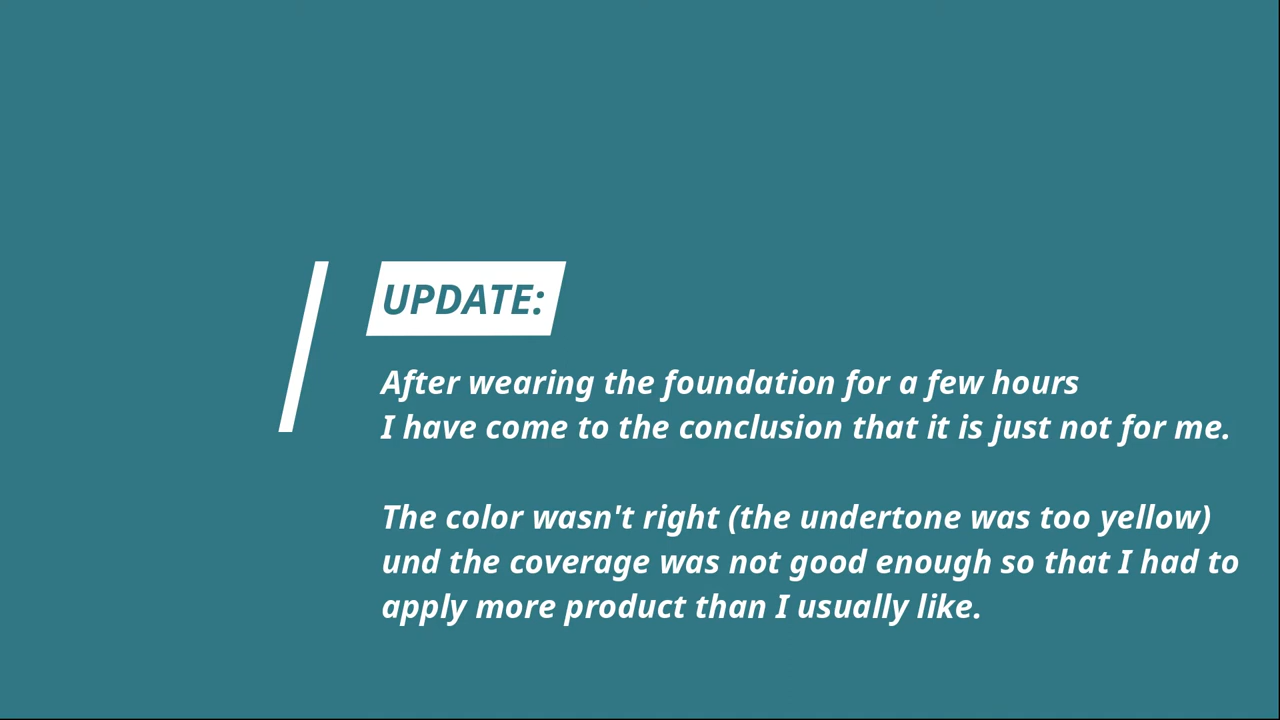 UPDATE:
After wearing the foundation for a few hours
I have come to the conclusion that it is just not for me.
The color wasn't right (the undertone was too yellow)
und the coverage was not good enough so that I had to
apply more product than I usually like.